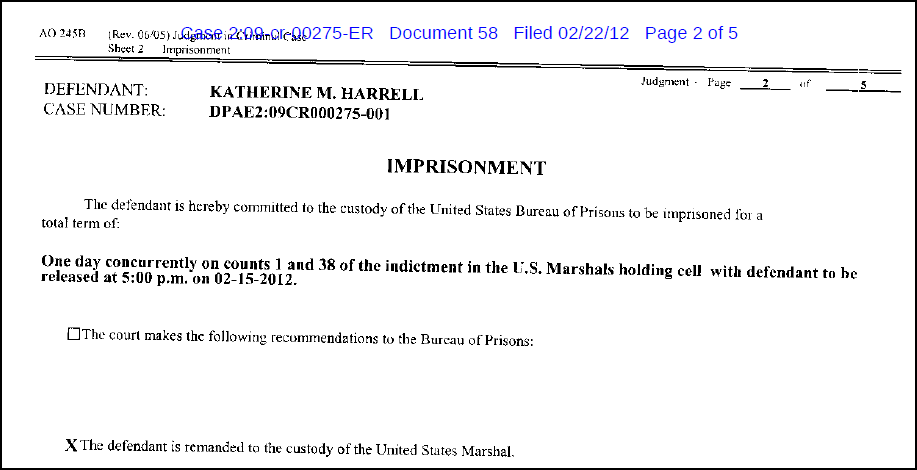 Case 2:09-cr-00275-ER Document 58 Filed 02/22/12 Page 2 of 5
AO 245B (Rev. 06/05) Judgment in Criminal Case
Sheet 2 Imprisonment
Judgment - Page 2 of 5
DEFENDANT: KATHERINE M. HARRELL
CASE NUMBER: DPAE2:09CR000275-001
IMPRISONMENT
The defendant is hereby committed to the custody of the United States Bureau of Prisons to be imprisoned for a
total term of:
One day concurrently on counts 1 and 38 of the indictment in the U.S. Marshals holding cell with defendant to be
released at 5:00 p.m. on 02-15-2012.
☐ The court makes the following recommendations to the Bureau of Prisons:
X The defendant is remanded to the custody of the United States Marshal.